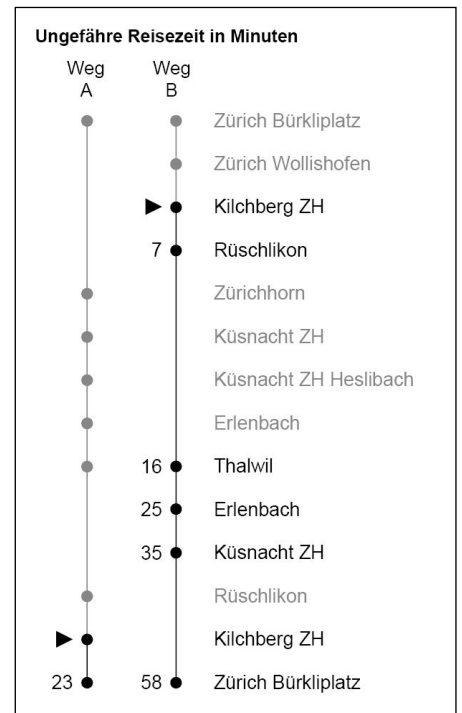 Ungefähre Reisezeit in Minuten
Weg Weg
A B
Zürich Bürkliplatz
Zürich Wollishofen
Kilchberg ZH
7 Rüschlikon
Zürichhorn
Küsnacht ZH
Küsnacht ZH Heslibach
Erlenbach
16 Thalwil
25 Erlenbach
35 Küsnacht ZH
Rüschlikon
Kilchberg ZH
23 58 Zürich Bürkliplatz